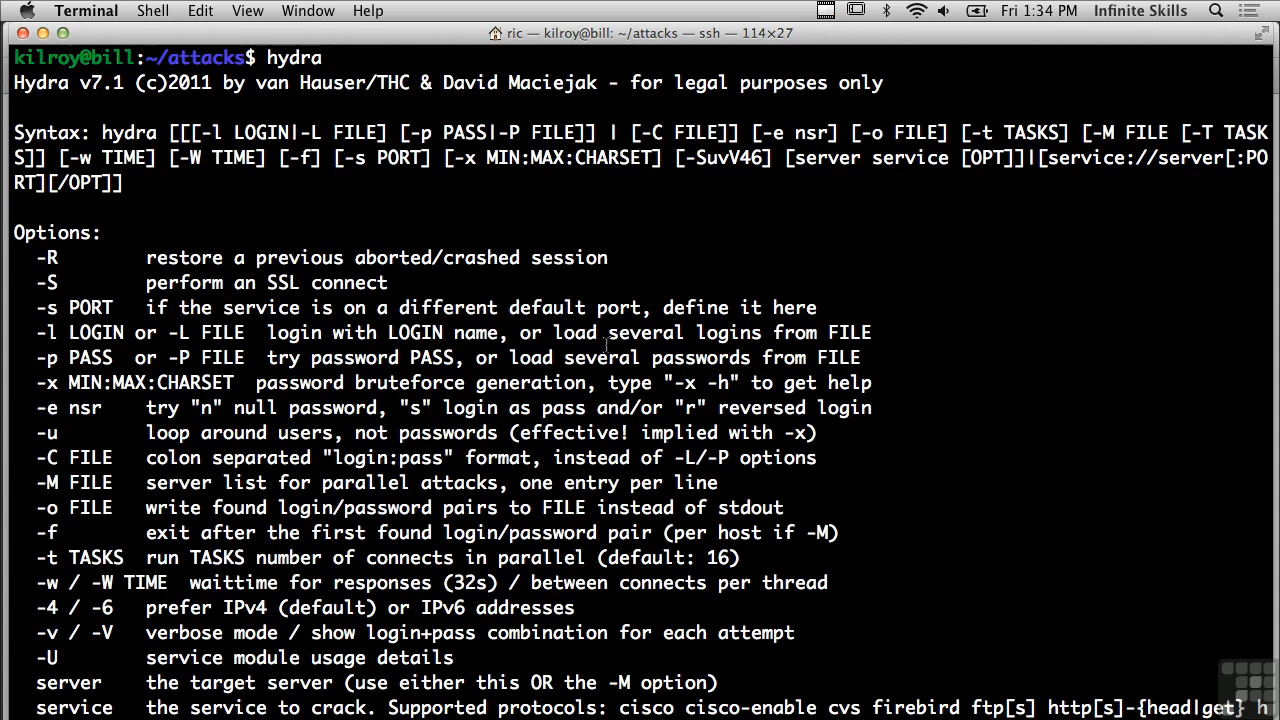 Terminal Shell Edit View Window Help Fri 1:34 PM Infinite Skills
ric — kilroy@bill: ~/attacks — ssh — 114×27
kilroy@bill:~/attacks$ hydra
Hydra v7.1 (c)2011 by van Hauser/THC & David Maciejak - for legal purposes only
Syntax: hydra [[[-l LOGIN|-L FILE] [-p PASS|-P FILE]] | [-C FILE]] [-e nsr] [-o FILE] [-t TASKS] [-M FILE [-T TASK
S]] [-w TIME] [-W TIME] [-f] [-s PORT] [-x MIN:MAX:CHARSET] [-SuvV46] [server service [OPT]]|[service://server[:PO
RT][/OPT]]
Options:
-R restore a previous aborted/crashed session
-S perform an SSL connect
-s PORT if the service is on a different default port, define it here
-l LOGIN or -L FILE login with LOGIN name, or load several logins from FILE
-p PASS or -P FILE try password PASS, or load several passwords from FILE
-x MIN:MAX:CHARSET password bruteforce generation, type "-x -h" to get help
-e nsr try "n" null password, "s" login as pass and/or "r" reversed login
-u loop around users, not passwords (effective! implied with -x)
-C FILE colon separated "login:pass" format, instead of -L/-P options
-M FILE server list for parallel attacks, one entry per line
-o FILE write found login/password pairs to FILE instead of stdout
-f exit after the first found login/password pair (per host if -M)
-t TASKS run TASKS number of connects in parallel (default: 16)
-w / -W TIME waittime for responses (32s) / between connects per thread
-4 / -6 prefer IPv4 (default) or IPv6 addresses
-v / -V verbose mode / show login+pass combination for each attempt
-U service module usage details
server the target server (use either this OR the -M option)
service the service to crack. Supported protocols: cisco cisco-enable cvs firebird ftp[s] http[s]-{head|get} h